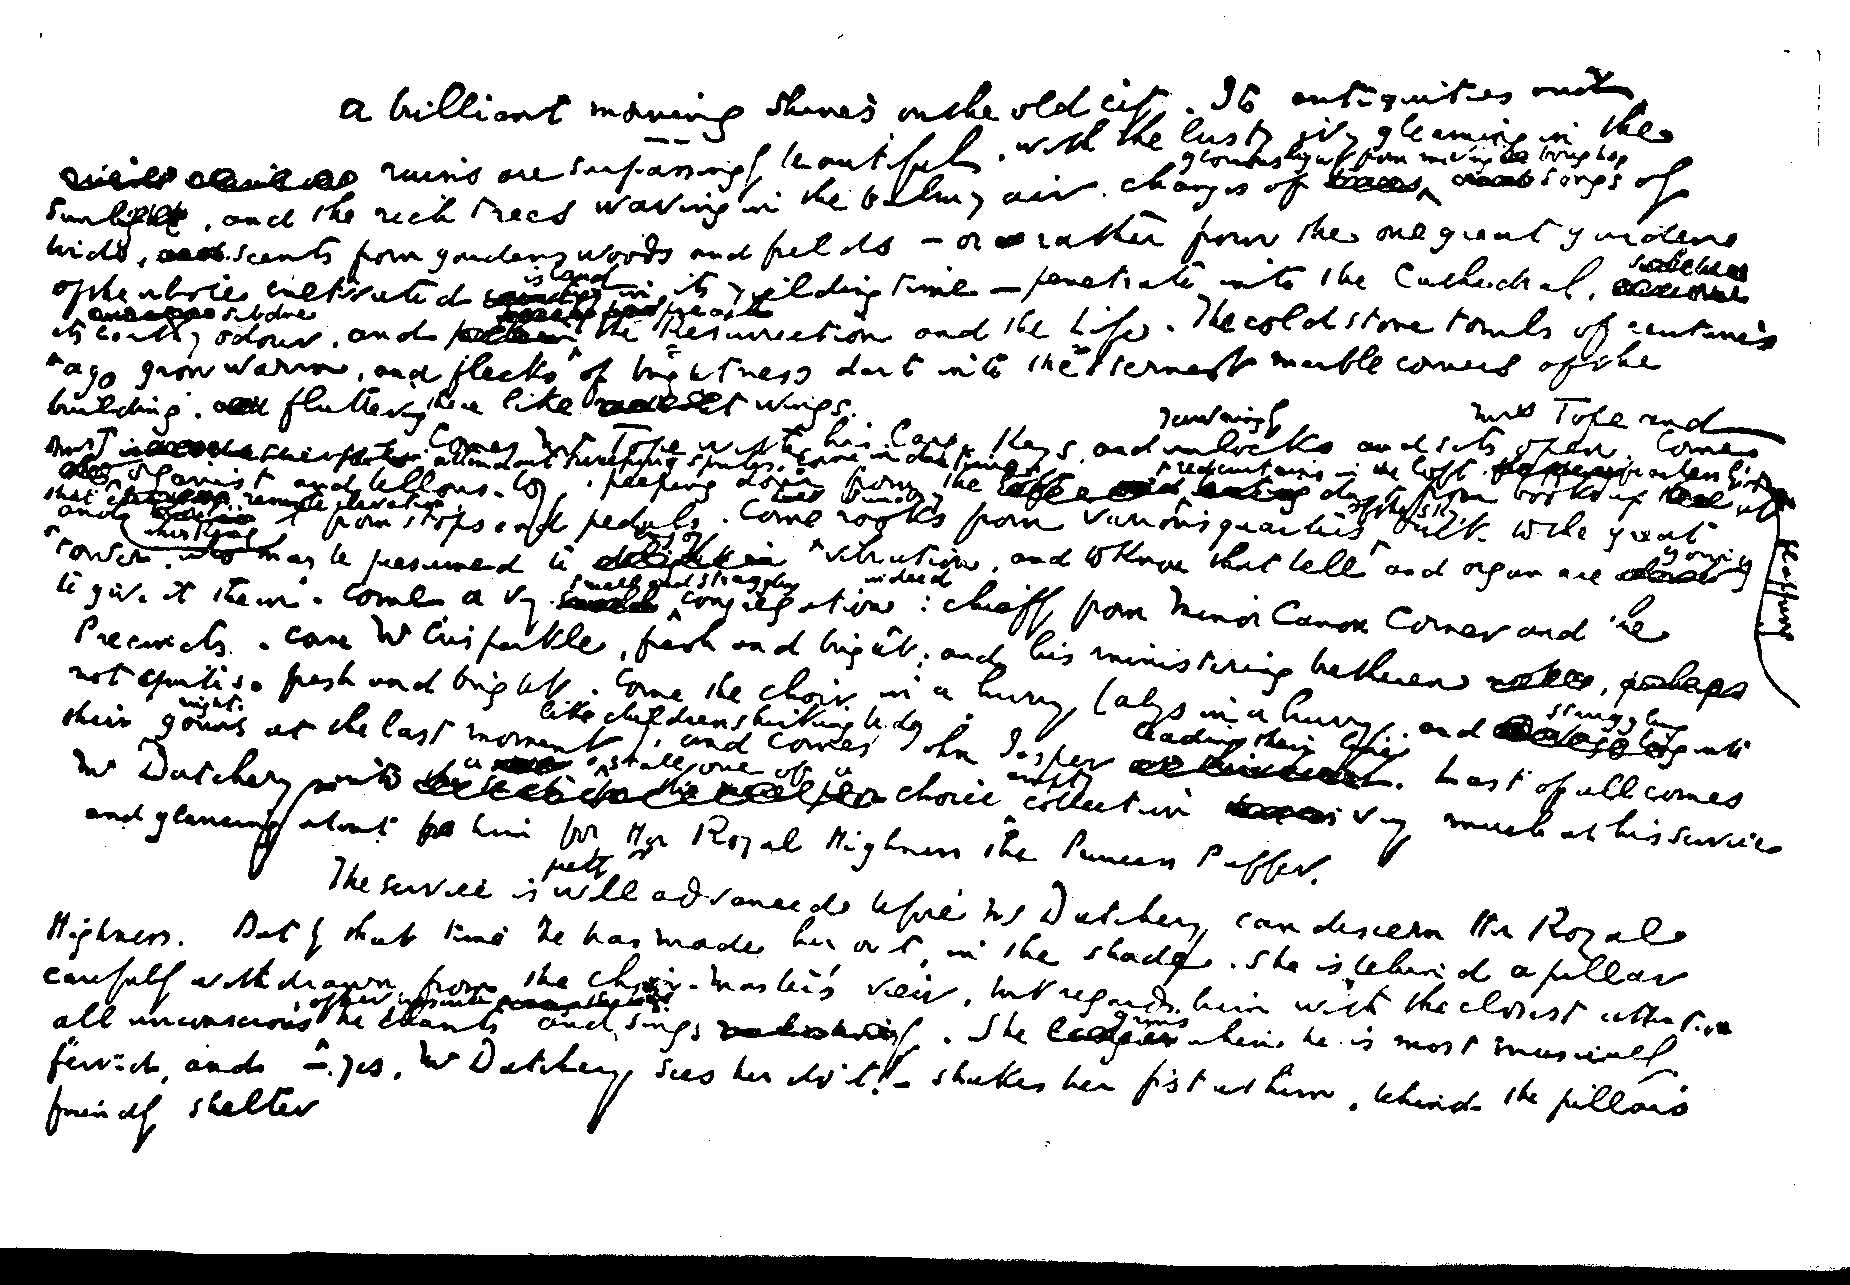 A brilliant morning shines on the old city. Its antiquities and
ruins are surpassingly beautiful, with the lusty ivy gleaming in the
gloriouslight from moving boughs
sunlight, and the rich trees waving in the balmy air. Changes of songs of
birds, scents from gardens woods and fields – or rather from the one great garden
island
of the whole cultivated in its yielding time – penetrate into the Cathedral,
subdue preach
its earthy odour, and the Resurrection and the Life. The cold stone tombs of centuries
ago grow warm, and flecks of brightness dart into the sternest marble corners of the
building, fluttering there like wings.
yawningly Mrs Tope and
Comes Mr Tope with his large keys, and unlocks and sets open. Come
attendant sweeping sprites. Come in due time
organist and bellows-boy, peeping down from the red curtains in the loft, dust from books up
that remote elevation
and from stops and pedals. Come rooks from various quarters of the sky, back to the great
whisking
tower, who may be presumed to enjoy vibration, and to know that bell and organ are going
small and straggling indeed
to give it them. Come a very congregation : chiefly from Minor Canon Corner and the
Precincts. Come Mr Crisparkle, fresh and bright, and his ministering brethren, perhaps
not quite so fresh and bright. Come the choir in a hurry (always in a hurry, and struggling into
night
their gowns at the last moment, like children shirking bed), and comes John Jasper leading their line. Last of all comes
a stall, one of a empty
Mr Datchery into choice collection very much at his service
and glancing about him for Her Royal Highness the Princess Puffer.
pretty
The service is well advanced before Mr Datchery can discern Her Royal
Highness. But by that time he has made her out, in the shade. She is behind a pillar
carefully withdrawn from the choir-master's view, but regards him with the closest attention
all unconscious of her presence he chants and sings. She grins when he is most musically
fervid, and – yes, Mr Datchery sees her do it! – shakes her fist at him, behind the pillar's
friendly shelter
flapping